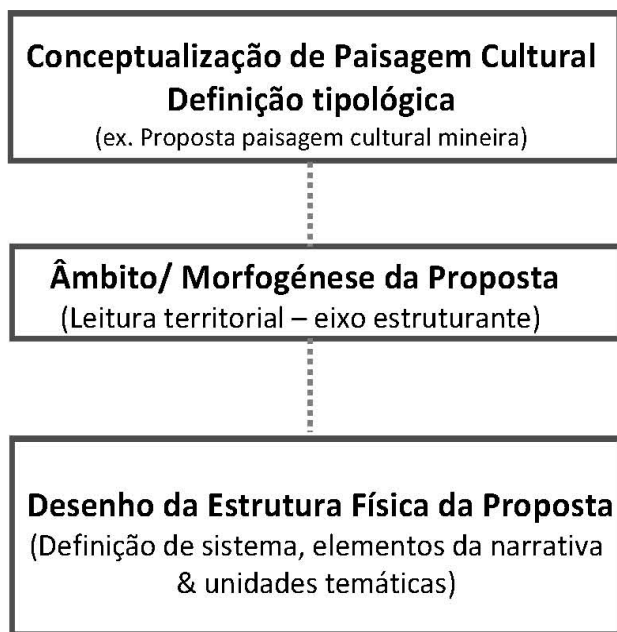 Conceptualização de Paisagem Cultural
Definição tipológica
(ex. Proposta paisagem cultural mineira)
Âmbito/ Morfogénese da Proposta
(Leitura territorial – eixo estruturante)
Desenho da Estrutura Física da Proposta
(Definição de sistema, elementos da narrativa
& unidades temáticas)